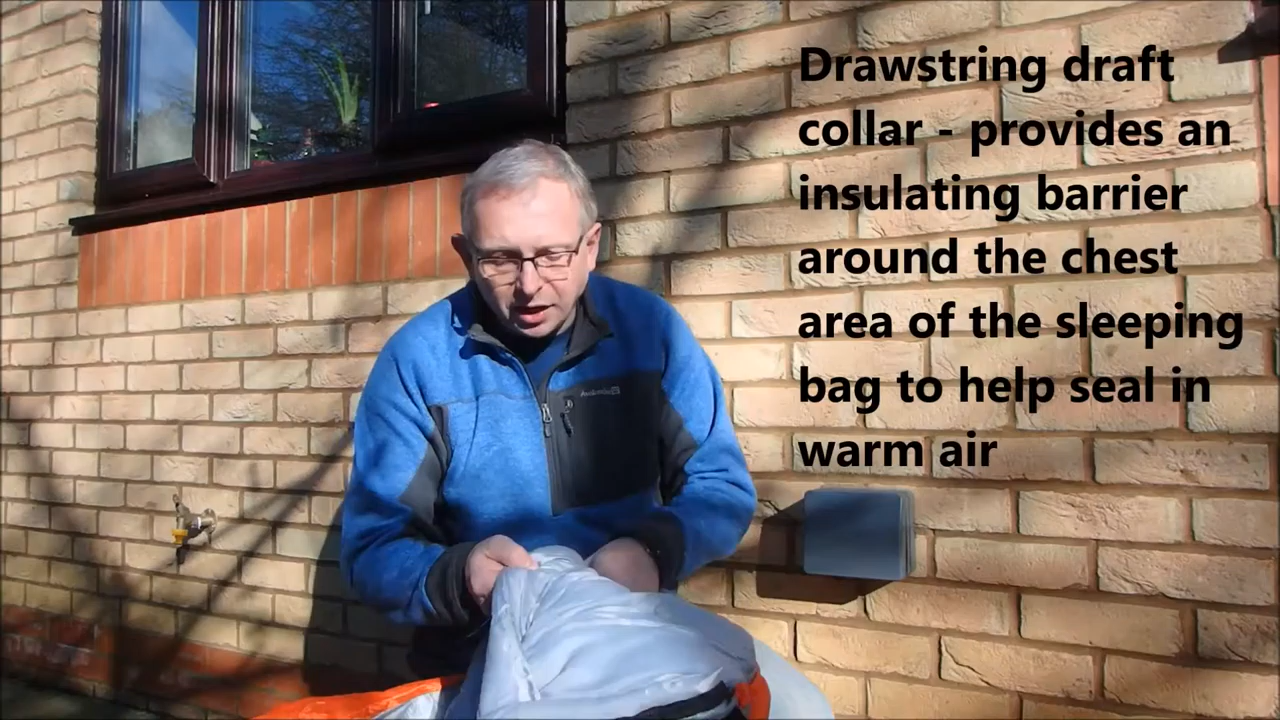 Drawstring draft
collar - provides an
insulating barrier
around the chest
area of the sleeping
bag to help seal in
warm air